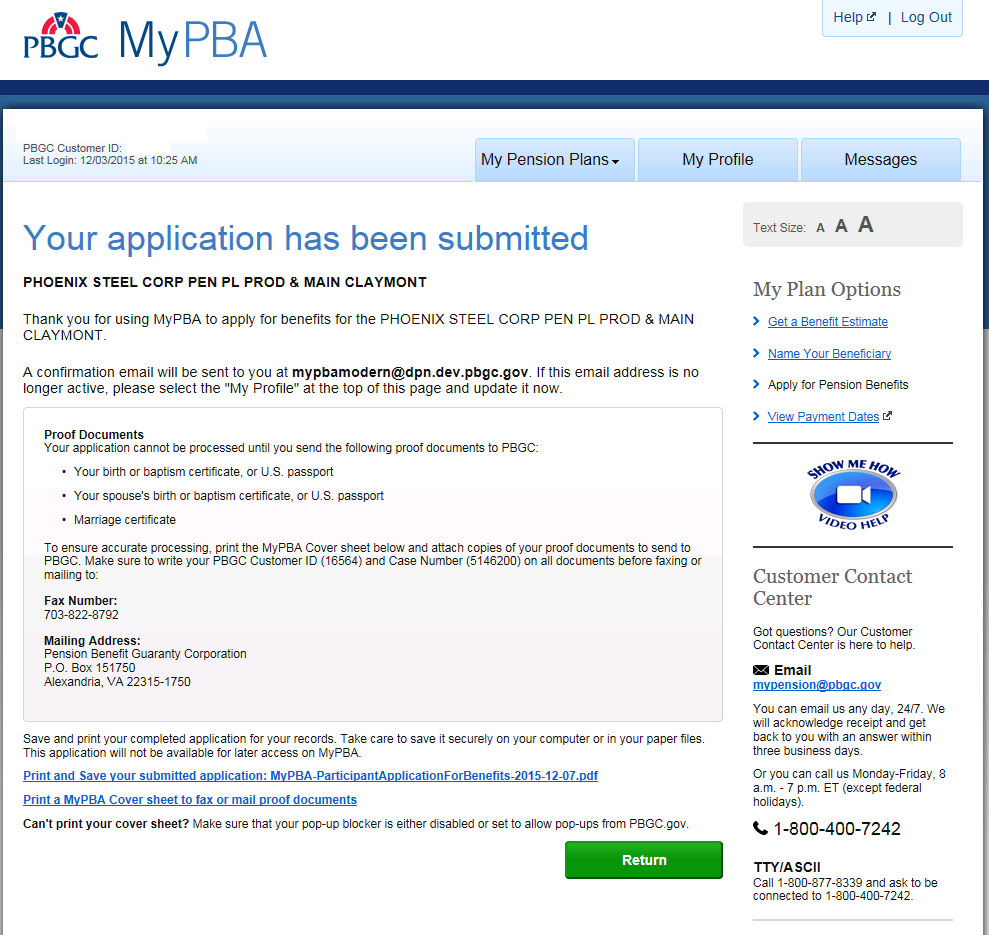 PBGC MyPBA
Help | Log Out
PBGC Customer ID:
Last Login: 12/03/2015 at 10:25 AM
My Pension Plans
My Profile
Messages
Your application has been submitted
PHOENIX STEEL CORP PEN PL PROD & MAIN CLAYMONT
Thank you for using MyPBA to apply for benefits for the PHOENIX STEEL CORP PEN PL PROD & MAIN
CLAYMONT.
A confirmation email will be sent to you at mypbamodern@dpn.dev.pbgc.gov. If this email address is no
longer active, please select the "My Profile" at the top of this page and update it now.
Proof Documents
Your application cannot be processed until you send the following proof documents to PBGC:
• Your birth or baptism certificate, or U.S. passport
• Your spouse's birth or baptism certificate, or U.S. passport
• Marriage certificate
To ensure accurate processing, print the MyPBA Cover sheet below and attach copies of your proof documents to send to
PBGC. Make sure to write your PBGC Customer ID (16564) and Case Number (5146200) on all documents before faxing or
mailing to:
Fax Number:
703-822-8792
Mailing Address:
Pension Benefit Guaranty Corporation
P.O. Box 151750
Alexandria, VA 22315-1750
Save and print your completed application for your records. Take care to save it securely on your computer or in your paper files.
This application will not be available for later access on MyPBA.
Print and Save your submitted application: MyPBA-ParticipantApplicationForBenefits-2015-12-07.pdf
Print a MyPBA Cover sheet to fax or mail proof documents
Can't print your cover sheet? Make sure that your pop-up blocker is either disabled or set to allow pop-ups from PBGC.gov.
Return
Text Size: A A A
My Plan Options
Get a Benefit Estimate
Name Your Beneficiary
Apply for Pension Benefits
View Payment Dates
SHOW ME HOW
VIDEO HELP
Customer Contact
Center
Got questions? Our Customer
Contact Center is here to help.
Email
mypension@pbgc.gov
You can email us any day, 24/7. We
will acknowledge receipt and get
back to you with an answer within
three business days.
Or you can call us Monday-Friday, 8
a.m. - 7 p.m. ET (except federal
holidays).
1-800-400-7242
TTY/ASCII
Call 1-800-877-8339 and ask to be
connected to 1-800-400-7242.